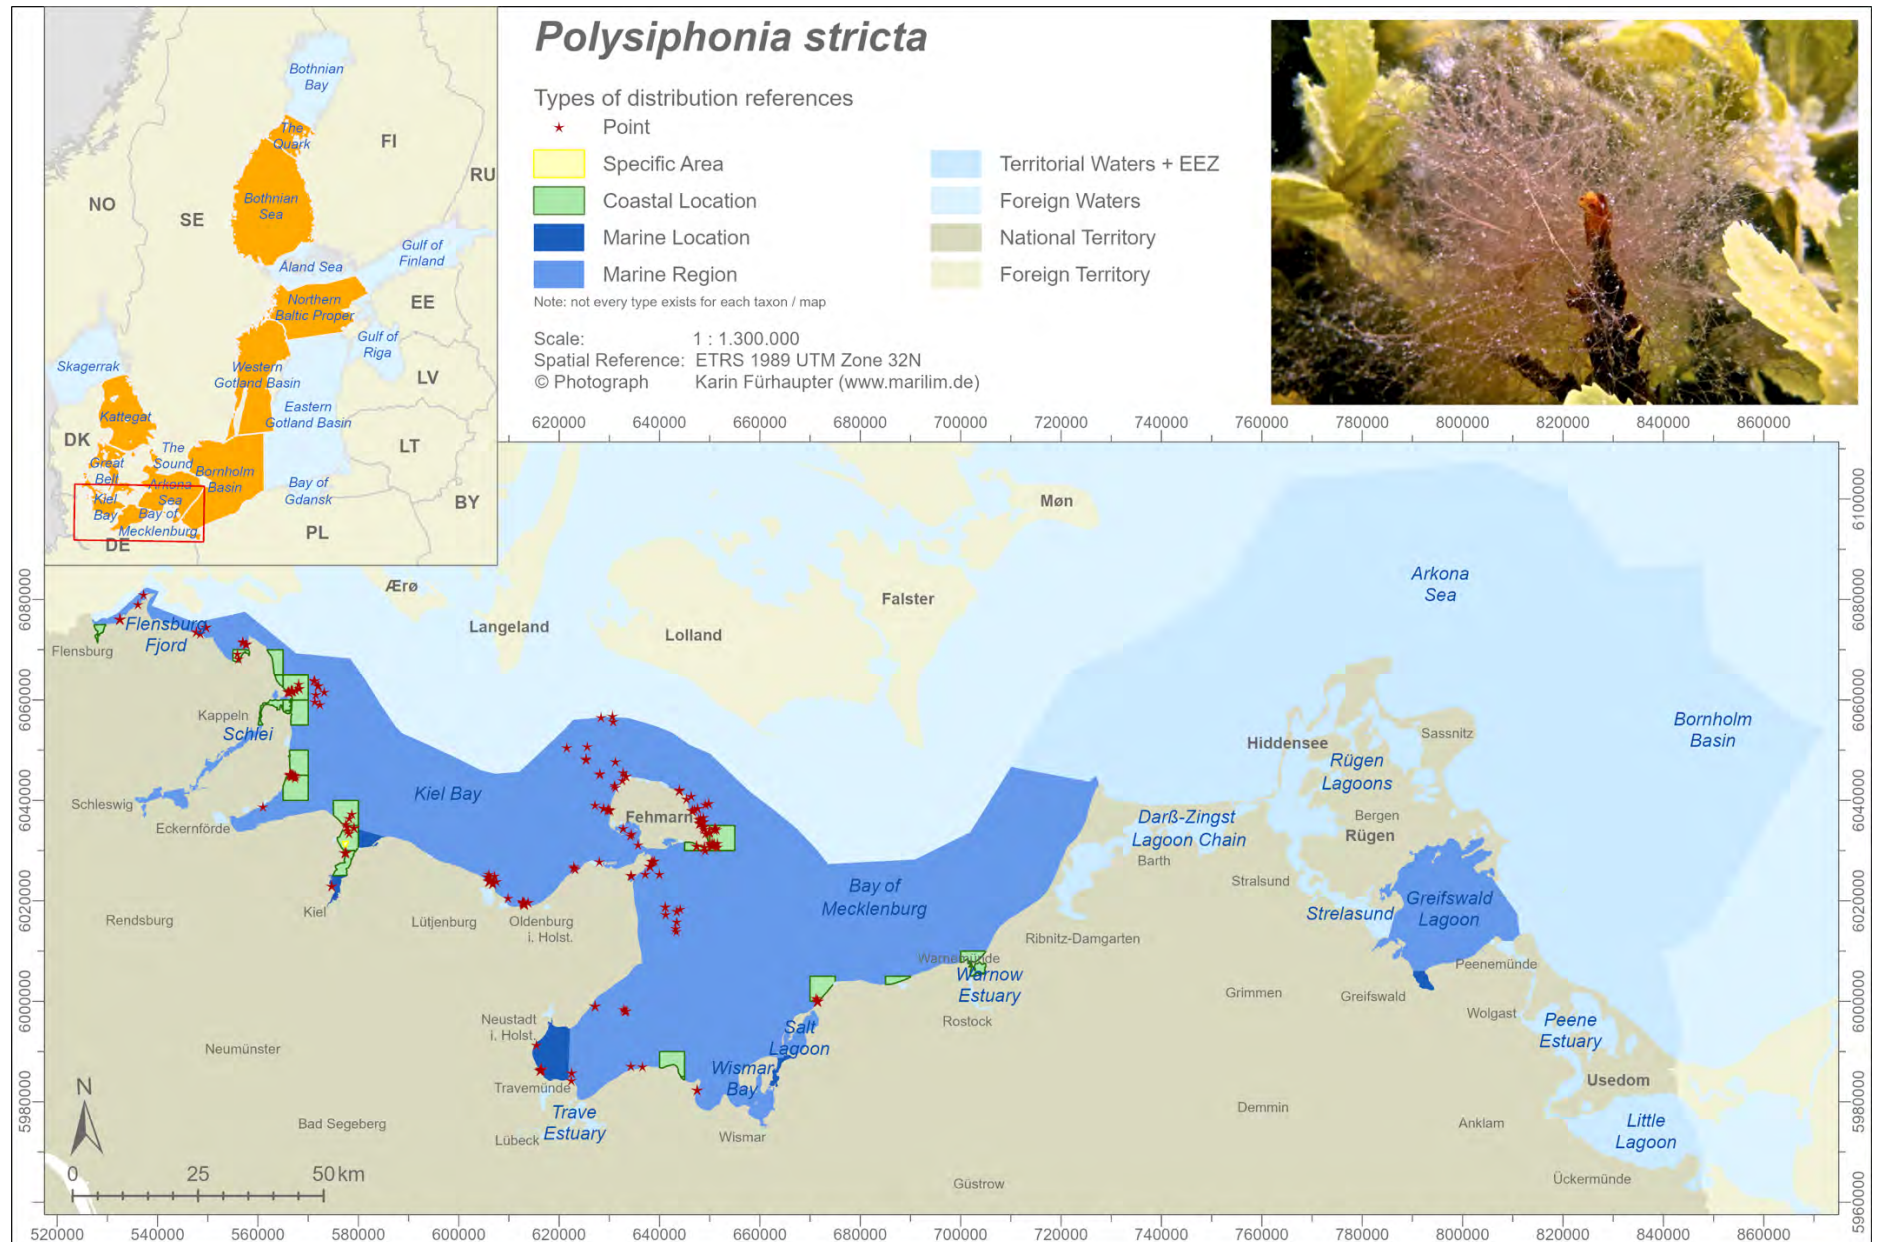 Polysiphonia stricta
Types of distribution references
Point
Specific Area
Coastal Location
Marine Location
Marine Region
Territorial Waters + EEZ
Foreign Waters
National Territory
Foreign Territory
Note: not every type exists for each taxon / map
Scale: 1 : 1.300.000
Spatial Reference: ETRS 1989 UTM Zone 32N
© Photograph Karin Fürhaupter (www.marilim.de)
Bothnian
Bay
The
Quark
FI
RU
NO
SE
Bothnian
Sea
Gulf of
Finland
Åland Sea
Northern
Baltic Proper
EE
Gulf of
Riga
Skagerrak
Western
Gotland Basin
LV
Kattegat
Eastern
Gotland Basin
DK
The
Sound
LT
Great
Belt
Bornholm
Basin
Arkona
Sea
Kiel
Bay
Bay of
Gdansk
BY
Bay of
Mecklenburg
PL
DE
620000 640000 660000 680000 700000 720000 740000 760000 780000 800000 820000 840000 860000
6100000
6080000
6060000
6040000
6020000
6000000
5980000
5960000
6080000
6060000
6040000
6020000
6000000
5980000
Møn
Ærø
Langeland
Lolland
Falster
Arkona
Sea
Flensburg
Fjord
Flensburg
Kappeln
Schlei
Hiddensee
Sassnitz
Bornholm
Basin
Rügen
Lagoons
Schleswig
Kiel Bay
Eckernförde
Fehmarn
Darß-Zingst
Lagoon Chain
Bergen
Rügen
Barth
Stralsund
Bay of
Mecklenburg
Greifswald
Lagoon
Strelasund
Rendsburg
Kiel
Lütjenburg
Oldenburg
i. Holst.
Ribnitz-Damgarten
Warnemünde
Warnow
Estuary
Peenemünde
Grimmen
Greifswald
Wolgast
Neustadt
i. Holst.
Salt
Lagoon
Rostock
Peene
Estuary
Neumünster
Wismar
Bay
Travemünde
Usedom
Trave
Estuary
Demmin
Anklam
Bad Segeberg
Lübeck
Wismar
Little
Lagoon
Güstrow
Ückermünde
N
0 25 50 km
520000 540000 560000 580000 600000 620000 640000 660000 680000 700000 720000 740000 760000 780000 800000 820000 840000 860000